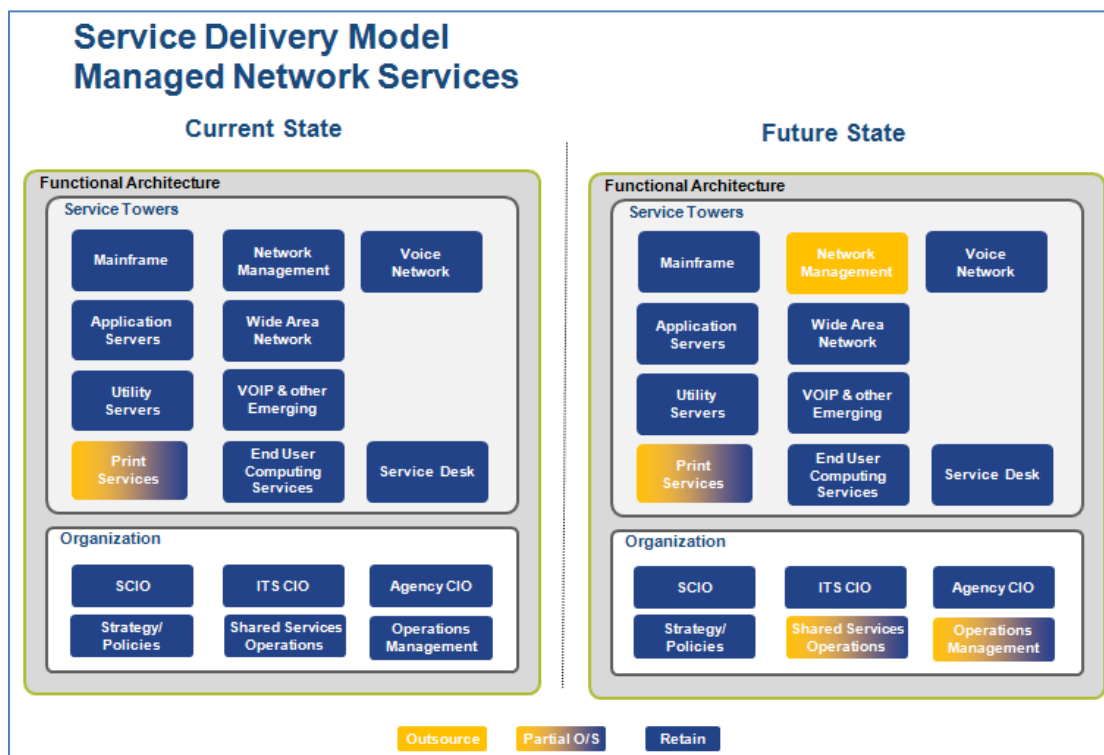 Service Delivery Model
Managed Network Services
Current State
Functional Architecture
Service Towers
Mainframe
Network
Management
Voice
Network
Application
Servers
Wide Area
Network
Utility
Servers
VOIP & other
Emerging
Print
Services
End User
Computing
Services
Service Desk
Organization
SCIO
ITS CIO
Agency CIO
Strategy/
Policies
Shared Services
Operations
Operations
Management
Future State
Functional Architecture
Service Towers
Mainframe
Network
Management
Voice
Network
Application
Servers
Wide Area
Network
Utility
Servers
VOIP & other
Emerging
Print
Services
End User
Computing
Services
Service Desk
Organization
SCIO
ITS CIO
Agency CIO
Strategy/
Policies
Shared Services
Operations
Operations
Management
Outsource
Partial O/S
Retain